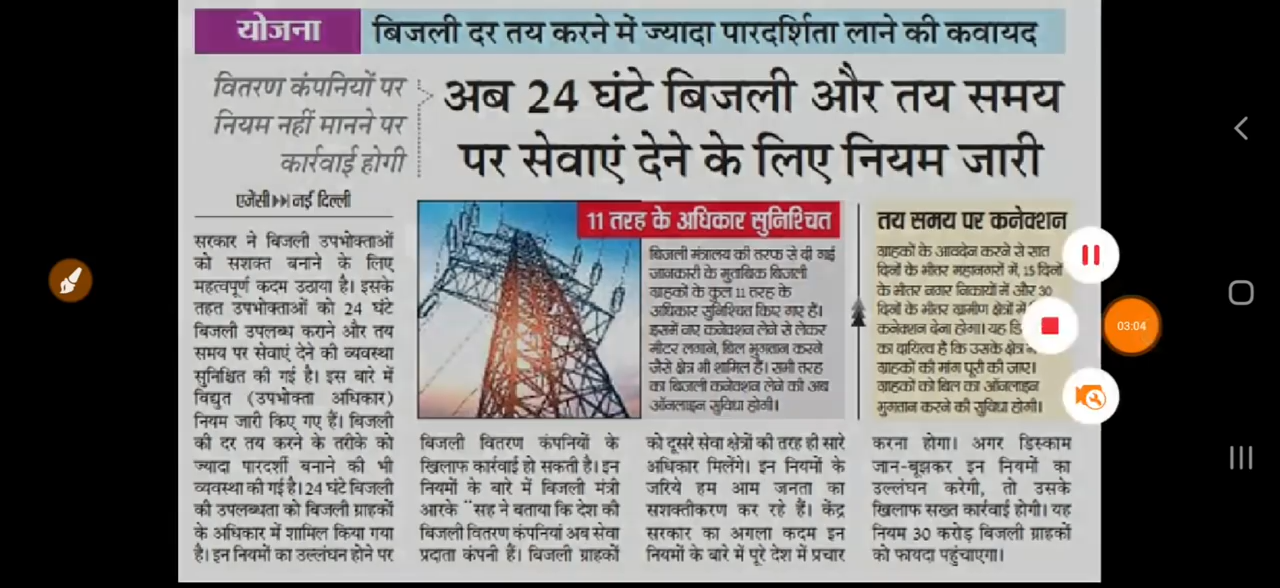 योजना
बिजली दर तय करने में ज्यादा पारदर्शिता लाने की कवायद
वितरण कंपनियों पर
नियम नहीं मानने पर
कार्रवाई होगी
अब 24 घंटे बिजली और तय समय
पर सेवाएं देने के लिए नियम जारी
एजेंसी नई दिल्ली
सरकार ने बिजली उपभोक्ताओं
को सशक्त बनाने के लिए
महत्वपूर्ण कदम उठाया है। इसके
तहत उपभोक्ताओं को 24 घंटे
बिजली उपलब्ध कराने और तय
समय पर सेवाएं देने की व्यवस्था
सुनिश्चित की गई है। इस बारे में
विद्युत (उपभोक्ता अधिकार)
नियम जारी किए गए हैं। बिजली
की दर तय करने के तरीके को
ज्यादा पारदर्शी बनाने की भी
व्यवस्था की गई है। 24 घंटे बिजली
की उपलब्धता को बिजली ग्राहकों
के अधिकार में शामिल किया गया
है। इन नियमों का उल्लंघन होने पर
11 तरह के अधिकार सुनिश्चित
बिजली मंत्रालय की तरफ से दी गई
जानकारी के मुताबिक बिजली
ग्राहकों के कुल 11 तरह के
अधिकार सुनिश्चित किए गए हैं।
इसमें नए कनेक्शन लेने से लेकर
मीटर लगाने, बिल भुगतान करने
जैसे क्षेत्र भी शामिल हैं। सभी तरह
का बिजली कनेक्शन लेने की अब
ऑनलाइन सुविधा होगी।
तय समय पर कनेक्शन
ग्राहकों के आवदेन करने से सात
दिनों के भीतर महानगरों में, 15 दिनों
के भीतर नगर निकायों में और 30
दिनों के भीतर ग्रामीण क्षेत्रों में
कनेक्शन देना होगा। यह
का दायित्व है कि उसके क्षेत्र
ग्राहकों की मांग पूरी की जाए।
ग्राहकों को बिल का ऑनलाइन
भुगतान करने की सुविधा होगी।
बिजली वितरण कंपनियों के
खिलाफ कार्रवाई हो सकती है। इन
नियमों के बारे में बिजली मंत्री
आरके ¨सह ने बताया कि देश की
बिजली वितरण कंपनियां अब सेवा
प्रदाता कंपनी हैं। बिजली ग्राहकों
को दूसरे सेवा क्षेत्रों की तरह ही सारे
अधिकार मिलेंगे। इन नियमों के
जरिये हम आम जनता का
सशक्तीकरण कर रहे हैं। केंद्र
सरकार का अगला कदम इन
नियमों के बारे में पूरे देश में प्रचार
करना होगा। अगर डिस्काम
जान-बूझकर इन नियमों का
उल्लंघन करेगी, तो उसके
खिलाफ सख्त कार्रवाई होगी। यह
नियम 30 करोड़ बिजली ग्राहकों
को फायदा पहुंचाएगा।
03:04